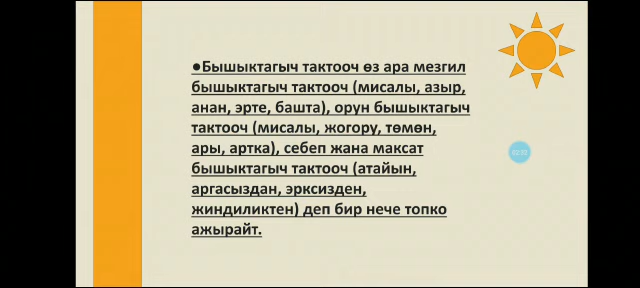 ●Бышыктагыч тактооч өз ара мезгил
бышыктагыч тактооч (мисалы, азыр,
анан, эрте, башта), орун бышыктагыч
тактооч (мисалы, жогору, төмөн,
ары, артка), себеп жана максат
бышыктагыч тактооч (атайын,
аргасыздан, эрксизден,
жиндиликтен) деп бир нече топко
ажырайт.